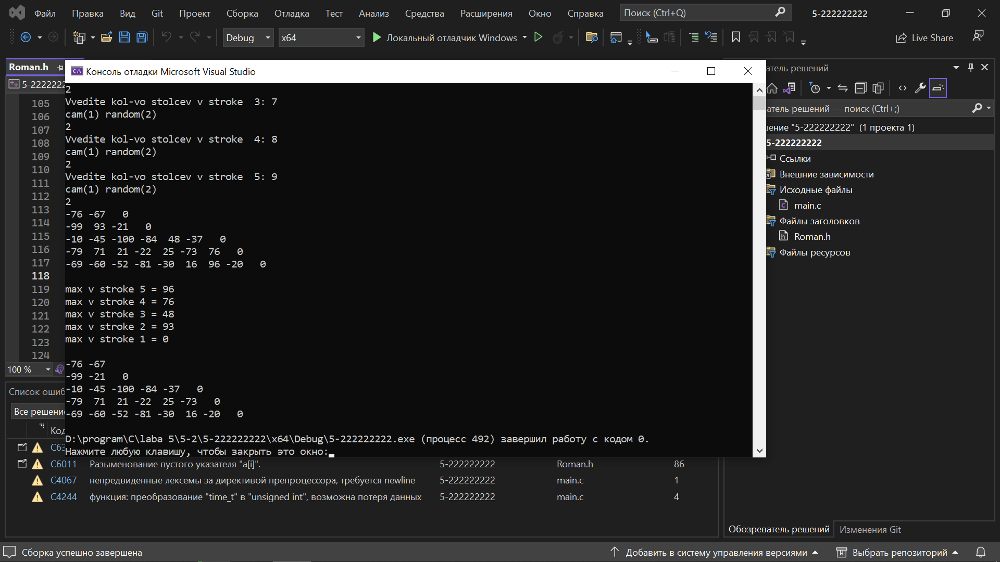 Файл Правка Вид Git Проект Сборка Отладка Тест Анализ Средства Расширения Окно Справка Поиск (Ctrl+Q) 5-222222222
Debug x64 Локальный отладчик Windows Live Share
Roman.h
5-2222222
105
106
107
108
109
110
111
112
113
114
115
116
117
118
119
120
121
122
123
124
100 %
Консоль отладки Microsoft Visual Studio
2
Vvedite kol-vo stolcev v stroke  3: 7
cam(1) random(2)
2
Vvedite kol-vo stolcev v stroke  4: 8
cam(1) random(2)
2
Vvedite kol-vo stolcev v stroke  5: 9
cam(1) random(2)
2
-76 -67   0
-99  93 -21   0
-10 -45 -100 -84  48 -37   0
-79  71  21 -22  25 -73  76   0
-69 -60 -52 -81 -30  16  96 -20   0
max v stroke 5 = 96
max v stroke 4 = 76
max v stroke 3 = 48
max v stroke 2 = 93
max v stroke 1 = 0
-76 -67
-99 -21   0
-10 -45 -100 -84 -37   0
-79  71  21 -22  25 -73   0
-69 -60 -52 -81 -30  16 -20   0
D:\program\C\laba 5\5-2\5-222222222\x64\Debug\5-222222222.exe (процесс 492) завершил работу с кодом 0.
Нажмите любую клавишу, чтобы закрыть это окно:
атель решений
атель решений — поиск (Ctrl+;)
ение "5-222222222" (1 проекта 1)
5-222222222
Ссылки
Внешние зависимости
Исходные файлы
main.c
Файлы заголовков
Roman.h
Файлы ресурсов
Обозреватель решений Изменения Git
Список ошиб
Все решени
Код
C63
C6011 Разыменование пустого указателя "a[i]". 5-222222222 Roman.h 86
C4067 непредвиденные лексемы за директивой препроцессора, требуется newline 5-222222222 main.c 1
C4244 функция: преобразование "time_t" в "unsigned int", возможна потеря данных 5-222222222 main.c 4
Сборка успешно завершена Добавить в систему управления версиями Выбрать репозиторий